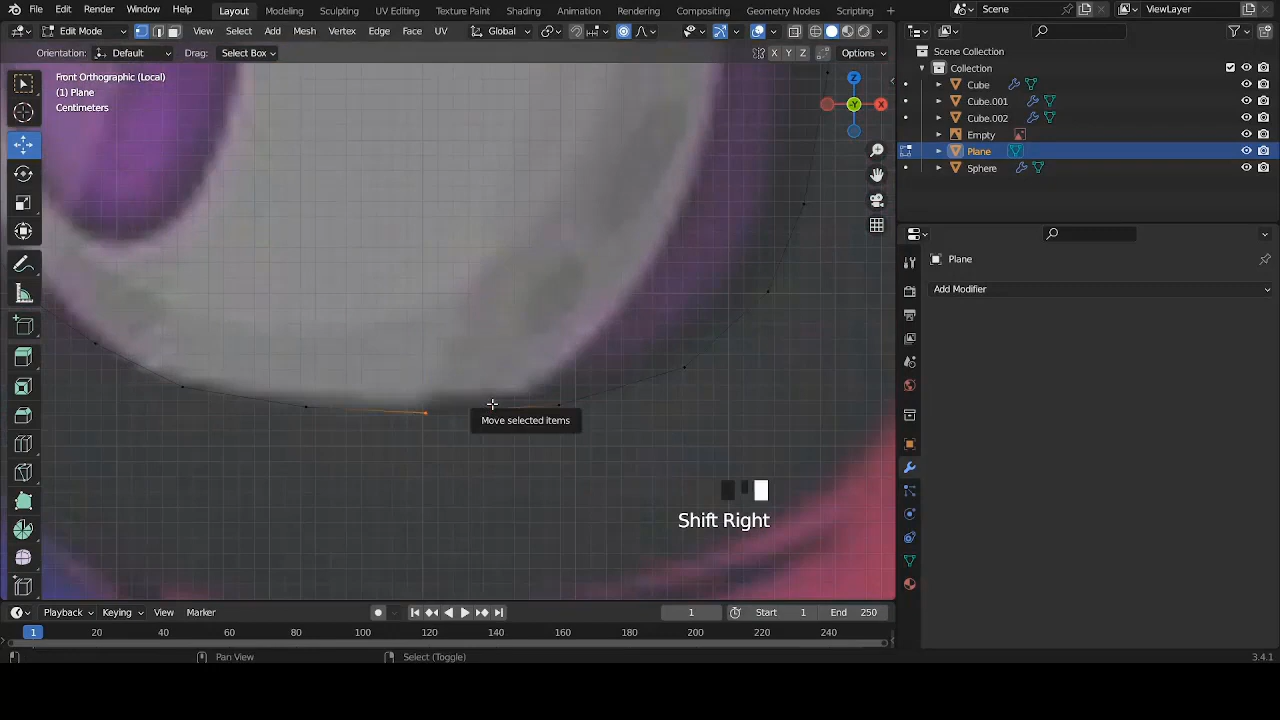 File Edit Render Window Help Layout Modeling Sculpting UV Editing Texture Paint Shading Animation Rendering Compositing Geometry Nodes Scripting Scene ViewLayer
Edit Mode View Select Add Mesh Vertex Edge Face UV Global
Orientation: Default Drag: Select Box X Y Z Options
Front Orthographic (Local)
(1) Plane
Centimeters
Z
Y
X
Scene Collection
Collection
Cube
Cube.001
Cube.002
Empty
Plane
Sphere
Plane
Add Modifier
Move selected items
Shift Right
Playback Keying View Marker 1 Start 1 End 250
1 20 40 60 80 100 120 140 160 180 200 220 240
Pan View Select (Toggle) 3.4.1